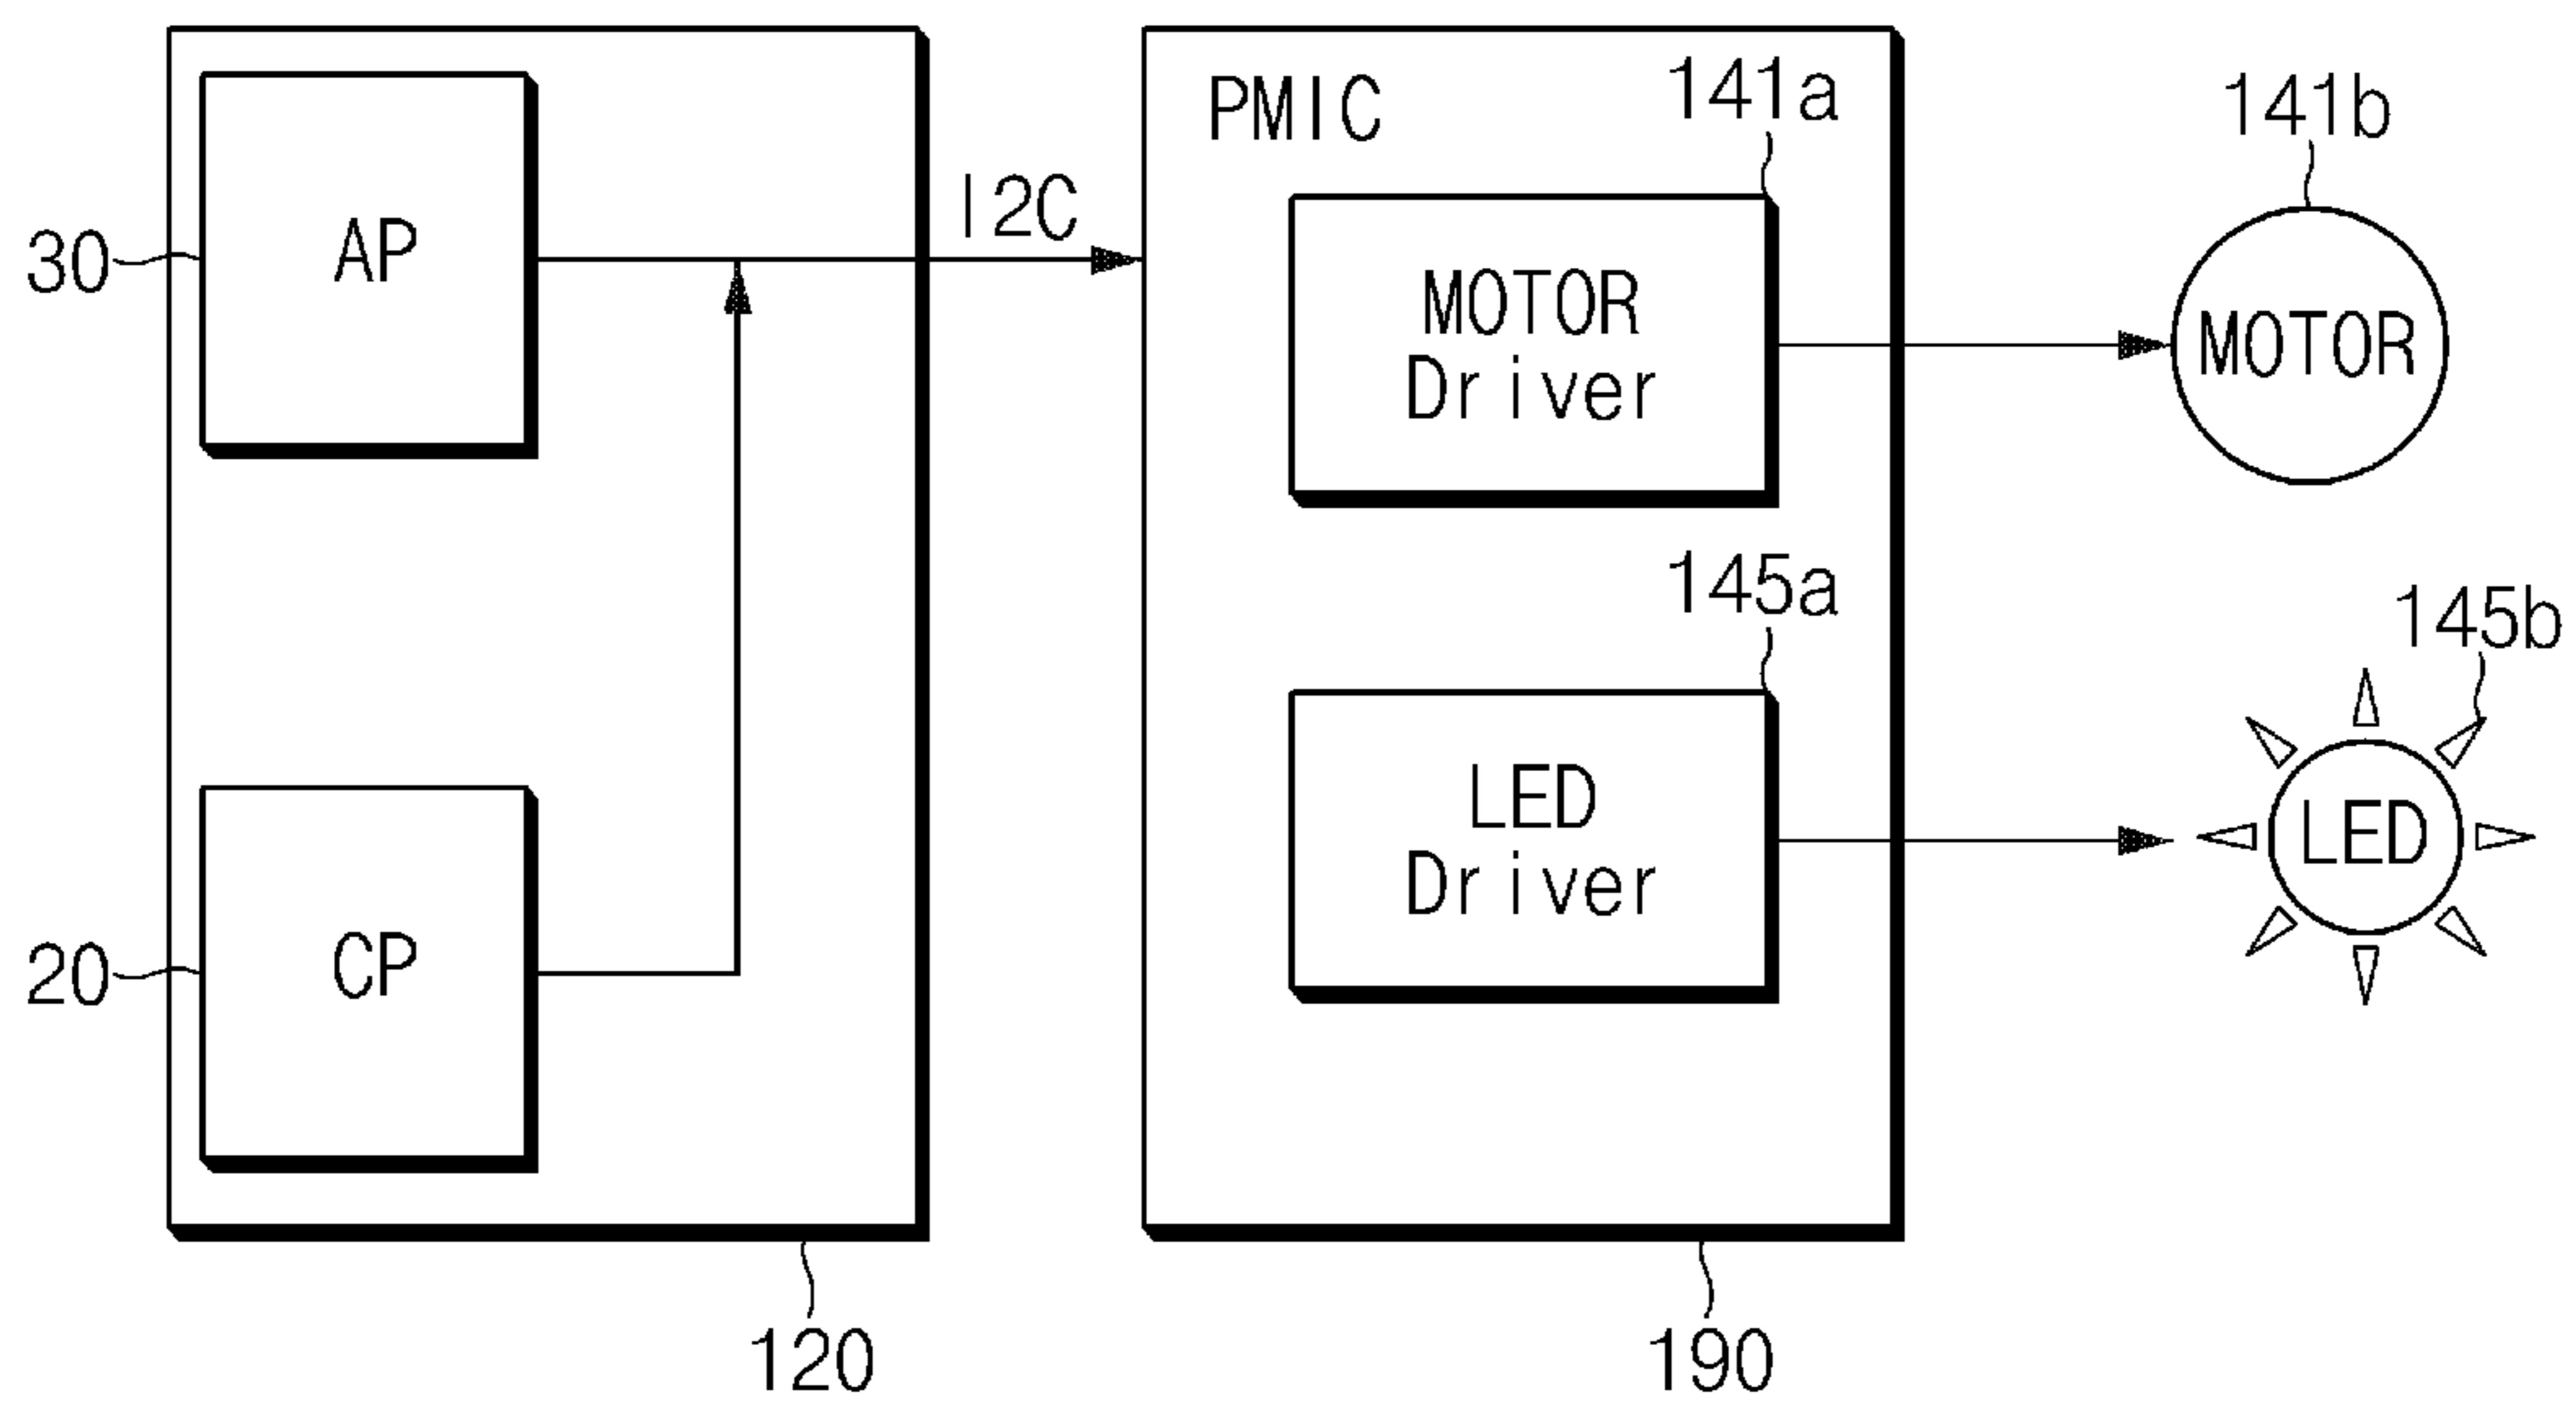 141a
PMIC
141b
I2C
30
AP
MOTOR
Driver
MOTOR
145a
145b
LED
Driver
LED
20
CP
120
190